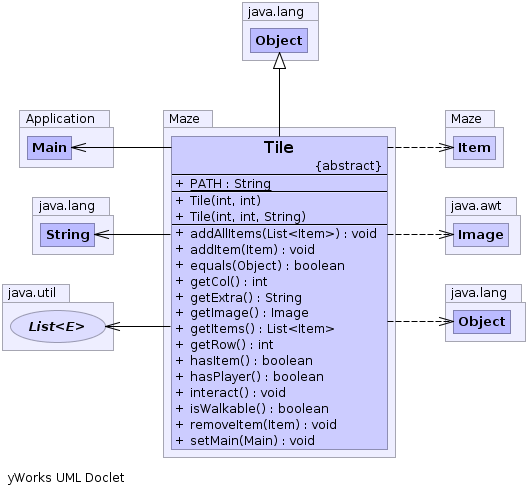 java.lang
Object
Application
Main
Maze
Tile
{abstract}
+ PATH : String
+ Tile(int, int)
+ Tile(int, int, String)
+ addAllItems(List<Item>) : void
+ addItem(Item) : void
+ equals(Object) : boolean
+ getCol() : int
+ getExtra() : String
+ getImage() : Image
+ getItems() : List<Item>
+ getRow() : int
+ hasItem() : boolean
+ hasPlayer() : boolean
+ interact() : void
+ isWalkable() : boolean
+ removeItem(Item) : void
+ setMain(Main) : void
Maze
Item
java.lang
String
java.awt
Image
java.util
List<E>
java.lang
Object
yWorks UML Doclet